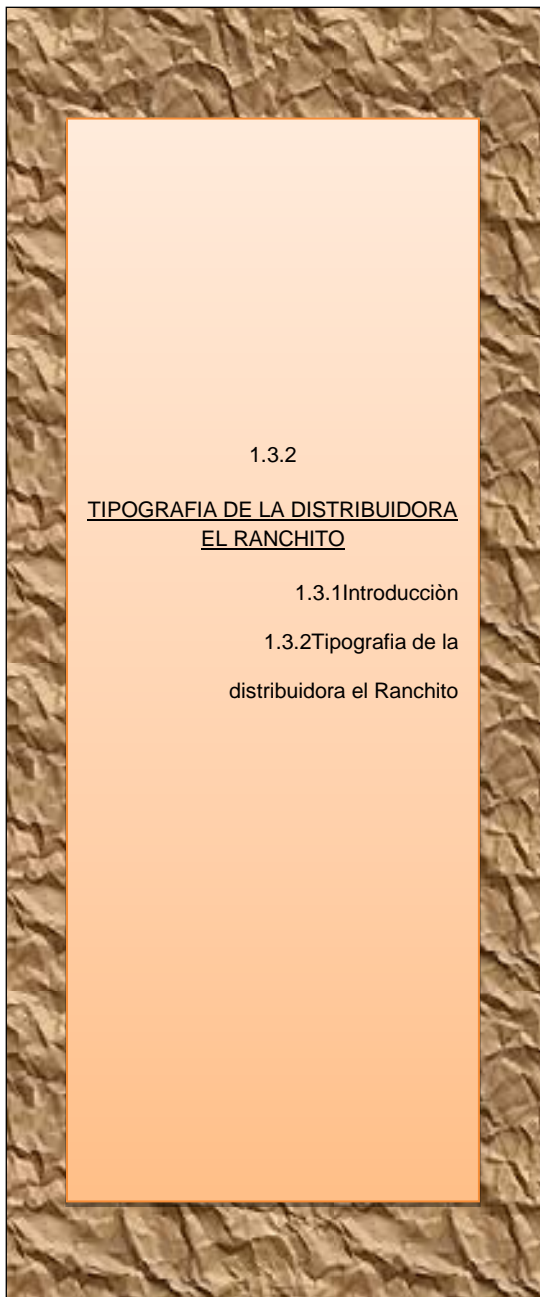 1.3.2
TIPOGRAFIA DE LA DISTRIBUIDORA
EL RANCHITO
1.3.1Introducciòn
1.3.2Tipografia de la
distribuidora el Ranchito